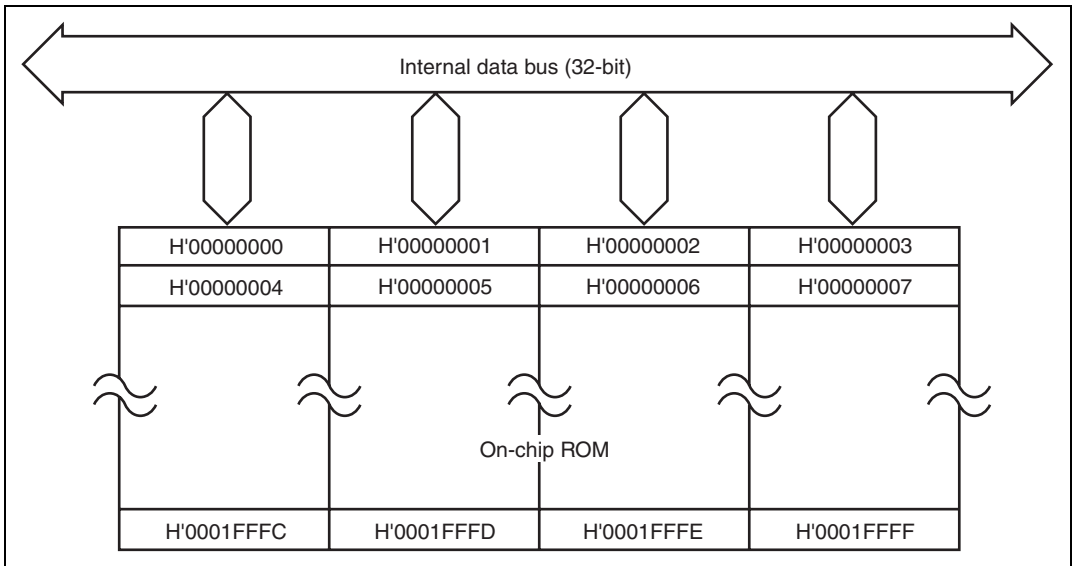 Internal data bus (32-bit)
H'00000000 H'00000001 H'00000002 H'00000003
H'00000004 H'00000005 H'00000006 H'00000007
On-chip ROM
H'0001FFFC H'0001FFFD H'0001FFFE H'0001FFFF